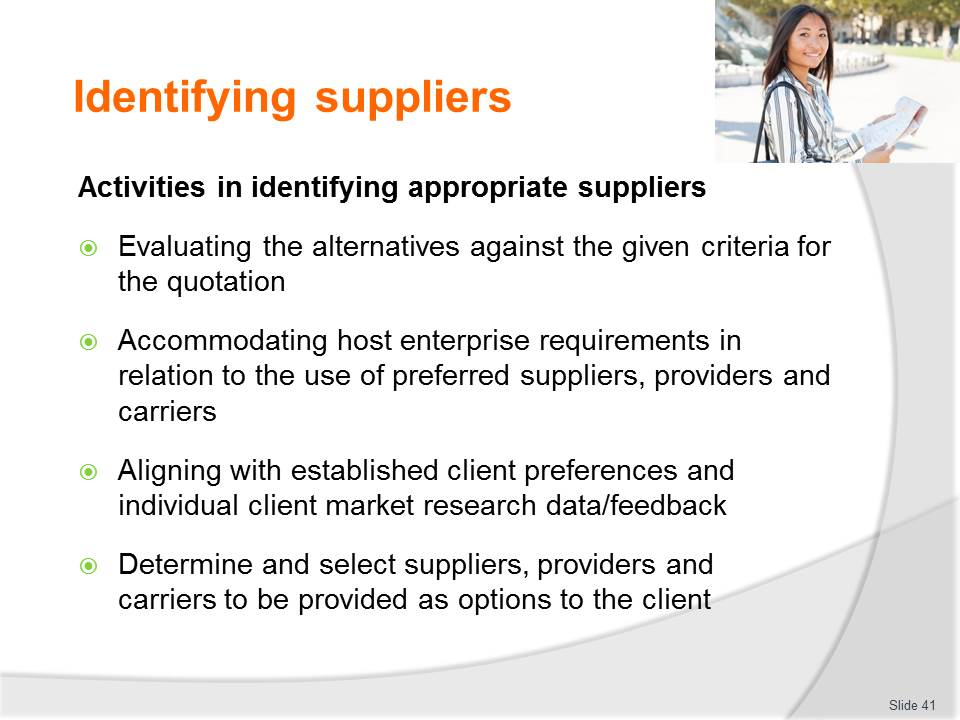 Identifying suppliers
Activities in identifying appropriate suppliers
Evaluating the alternatives against the given criteria for
the quotation
Accommodating host enterprise requirements in
relation to the use of preferred suppliers, providers and
carriers
Aligning with established client preferences and
individual client market research data/feedback
Determine and select suppliers, providers and
carriers to be provided as options to the client
Slide 41